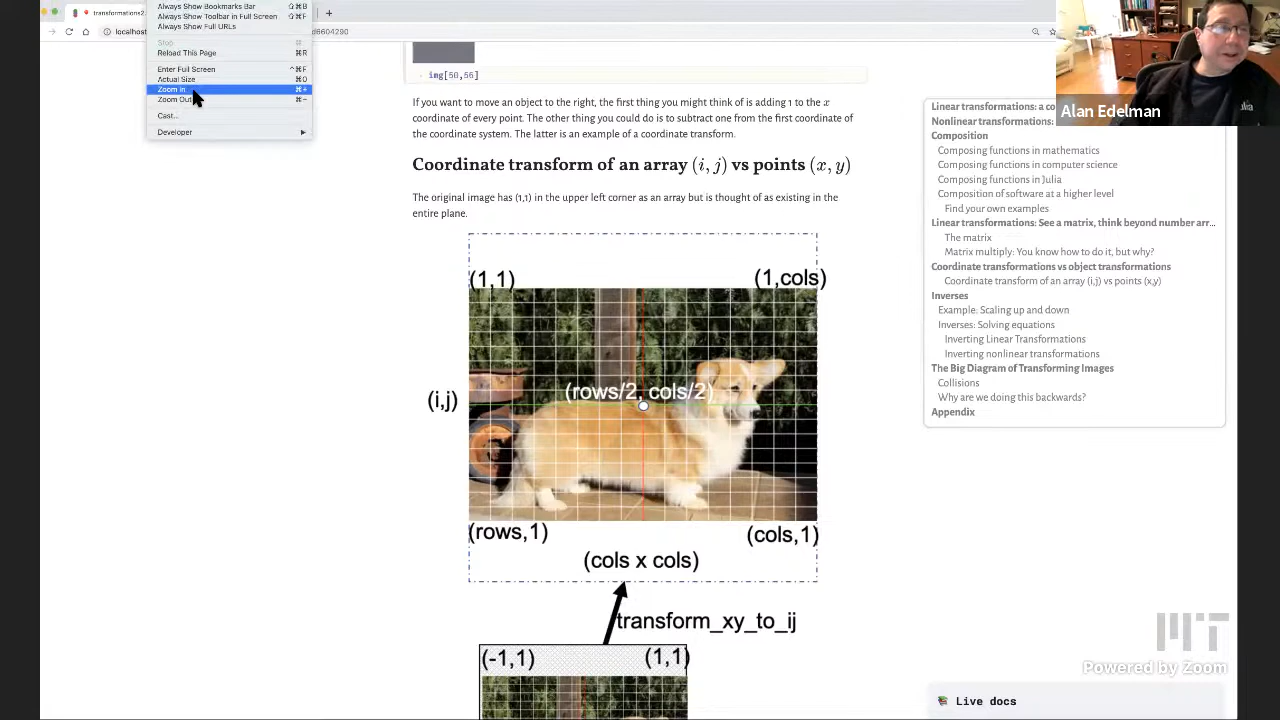 Always Show Bookmarks Bar ⇧⌘B
transformations2. Always Show Toolbar in Full Screen ⇧⌘F +
Always Show Full URLs
localhos d6604290
Stop ⌘.
Reload This Page ⌘R
Enter Full Screen ^⌘F
Actual Size ⌘0
Zoom In ⌘+
Zoom Out ⌘−
Cast...
Developer
img[50,56]
If you want to move an object to the right, the first thing you might think of is adding 1 to the x
coordinate of every point. The other thing you could do is to subtract one from the first coordinate of
the coordinate system. The latter is an example of a coordinate transform.
Coordinate transform of an array (i, j) vs points (x, y)
The original image has (1,1) in the upper left corner as an array but is thought of as existing in the
entire plane.
(1,1) (1,cols)
(rows/2, cols/2)
(i,j)
(rows,1) (cols,1)
(cols x cols)
transform_xy_to_ij
(-1,1) (1,1)
Alan Edelman
Linear transformations: a co
Nonlinear transformations:
Composition
Composing functions in mathematics
Composing functions in computer science
Composing functions in Julia
Composition of software at a higher level
Find your own examples
Linear transformations: See a matrix, think beyond number arr...
The matrix
Matrix multiply: You know how to do it, but why?
Coordinate transformations vs object transformations
Coordinate transform of an array (i,j) vs points (x,y)
Inverses
Example: Scaling up and down
Inverses: Solving equations
Inverting Linear Transformations
Inverting nonlinear transformations
The Big Diagram of Transforming Images
Collisions
Why are we doing this backwards?
Appendix
MIT
Powered by Zoom
Live docs